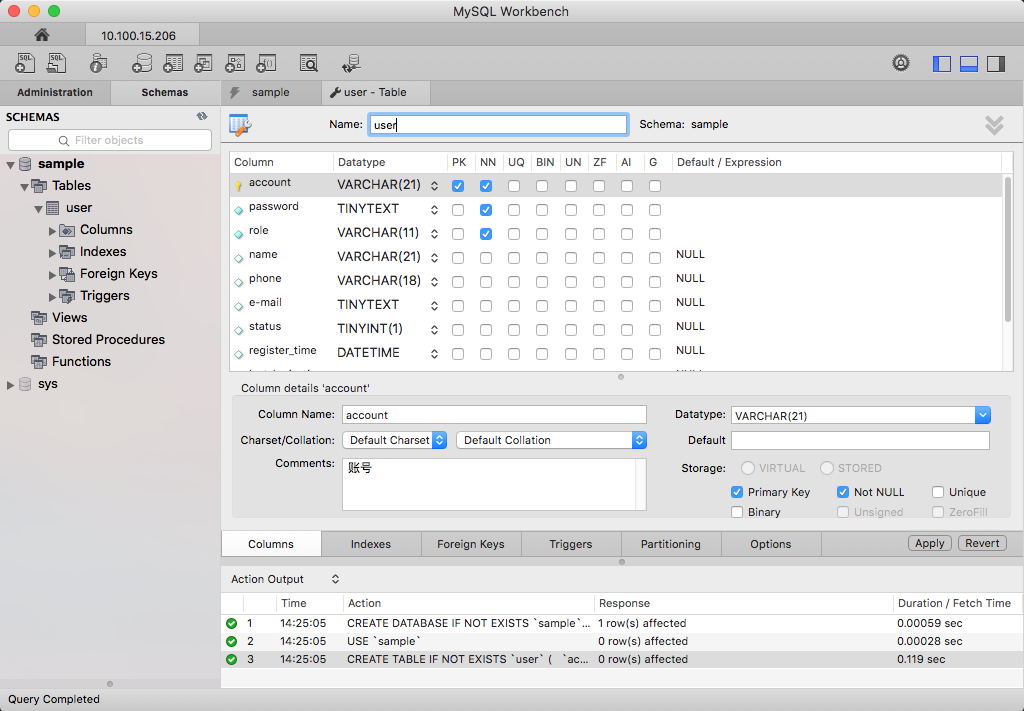 MySQL Workbench
10.100.15.206
Administration Schemas sample user - Table
SCHEMAS
Filter objects
sample
Tables
user
Columns
Indexes
Foreign Keys
Triggers
Views
Stored Procedures
Functions
sys
Name: user Schema: sample
Column Datatype PK NN UQ BIN UN ZF AI G Default / Expression
account VARCHAR(21)
password TINYTEXT
role VARCHAR(11)
name VARCHAR(21) NULL
phone VARCHAR(18) NULL
e-mail TINYTEXT NULL
status TINYINT(1) NULL
register_time DATETIME NULL
Column details 'account'
Column Name: account Datatype: VARCHAR(21)
Charset/Collation: Default Charset Default Collation Default
Comments: 账号 Storage: VIRTUAL STORED
Primary Key Not NULL Unique
Binary Unsigned ZeroFill
Columns Indexes Foreign Keys Triggers Partitioning Options Apply Revert
Action Output
Time Action Response Duration / Fetch Time
1 14:25:05 CREATE DATABASE IF NOT EXISTS `sample`... 1 row(s) affected 0.00059 sec
2 14:25:05 USE `sample` 0 row(s) affected 0.00028 sec
3 14:25:05 CREATE TABLE IF NOT EXISTS `user` ( `ac... 0 row(s) affected 0.119 sec
Query Completed